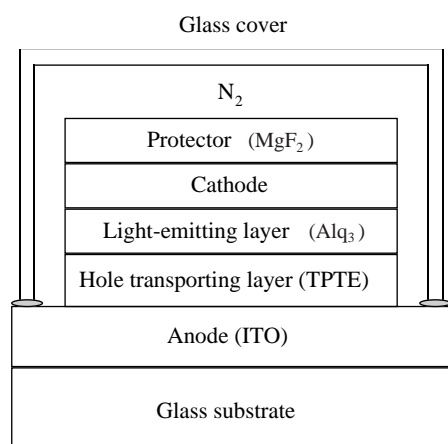 Glass cover
N₂
Protector (MgF₂)
Cathode
Light-emitting layer (Alq₃)
Hole transporting layer (TPTE)
Anode (ITO)
Glass substrate